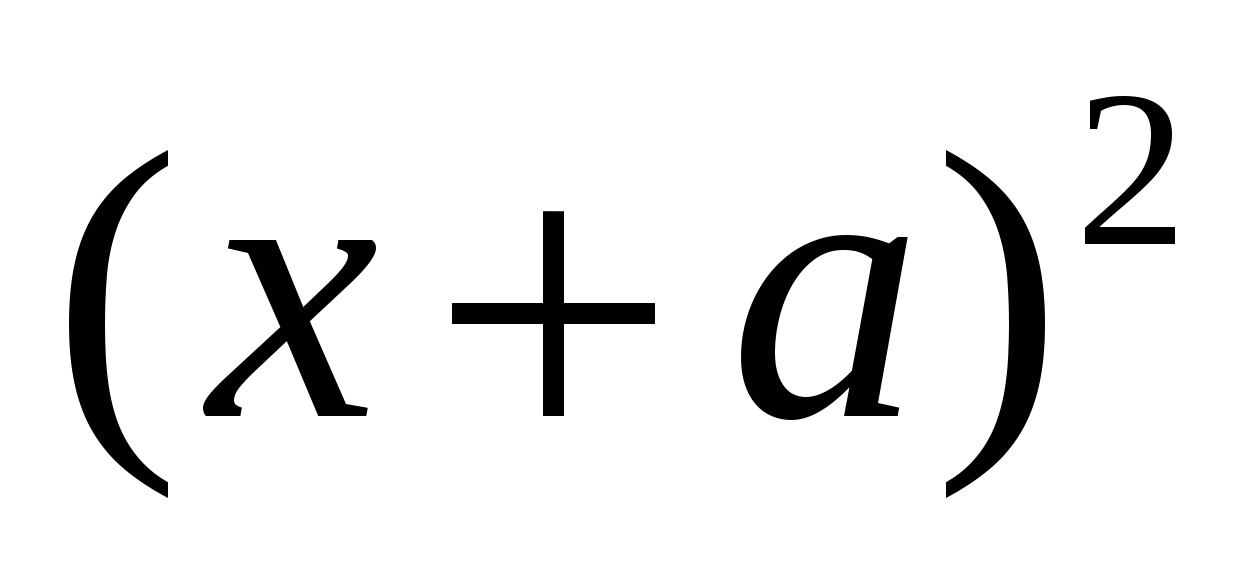 (x + a)²